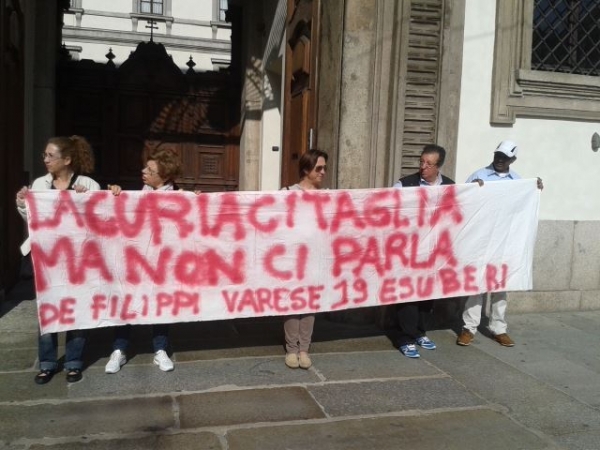 LA CURIA CI TAGLIA
MA NON CI PARLA
DE FILIPPI VARESE 19 ESUBERI